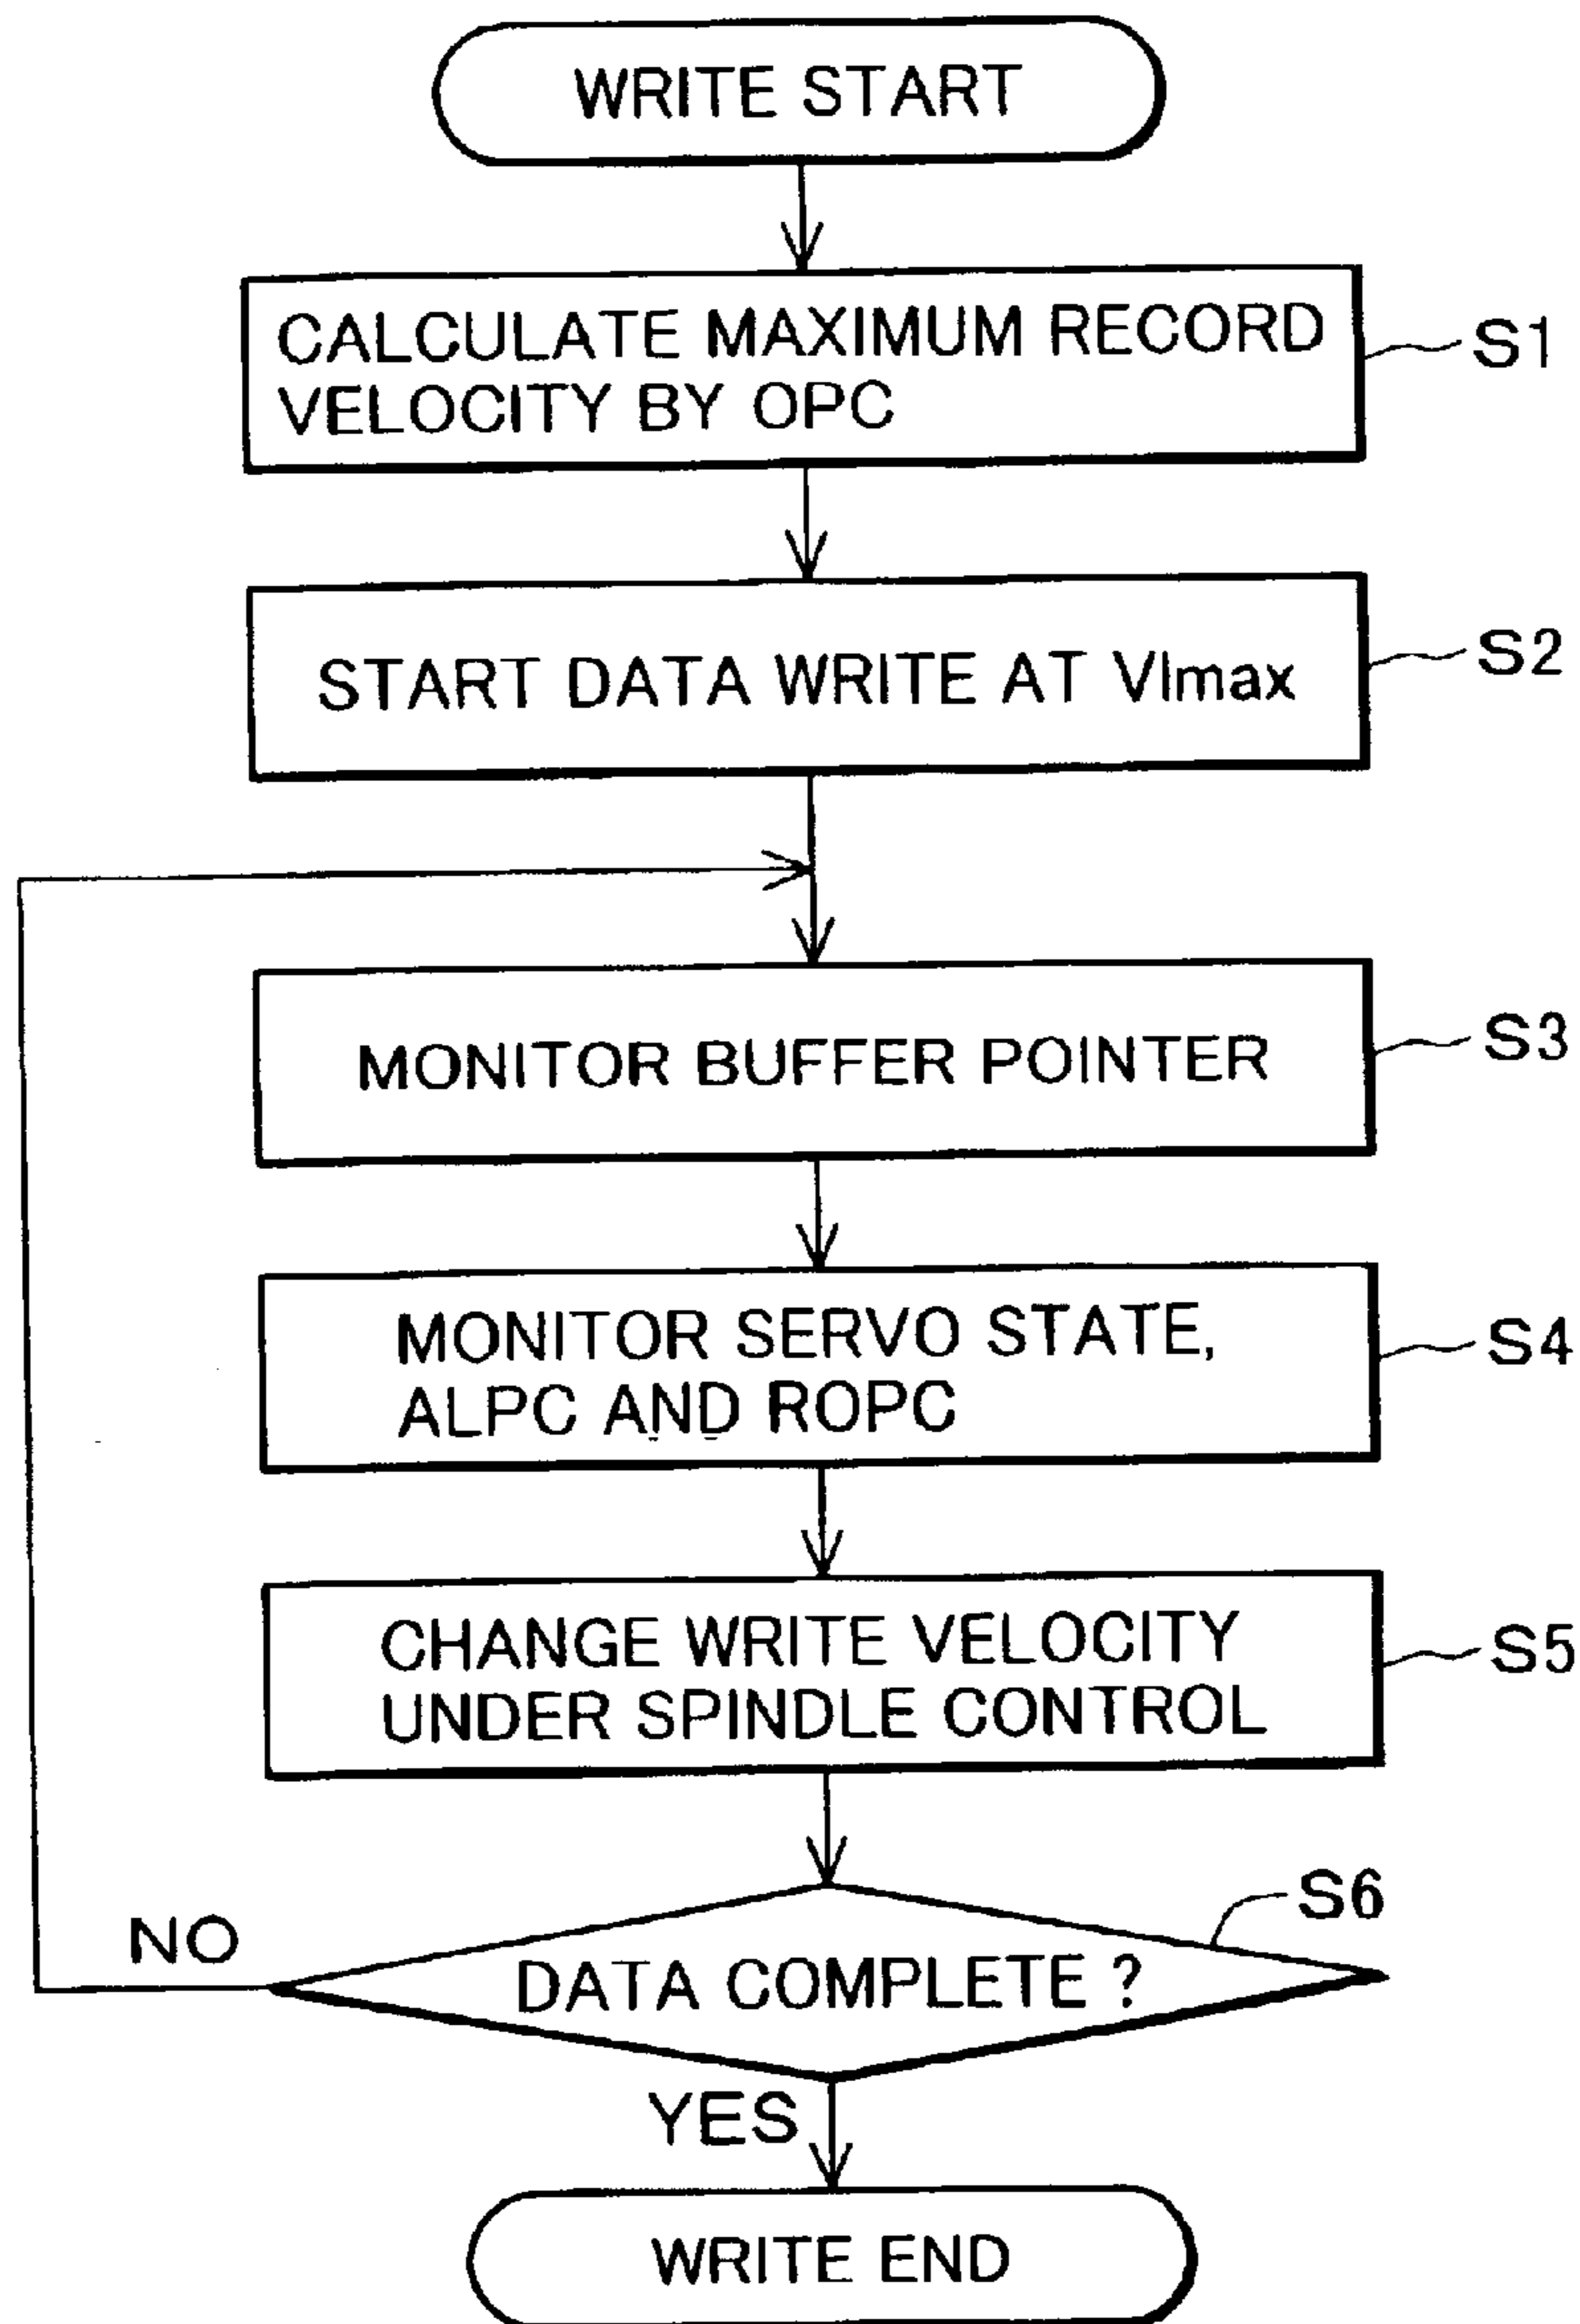 WRITE START
CALCULATE MAXIMUM RECORD
VELOCITY BY OPC
S1
START DATA WRITE AT Vlmax
S2
MONITOR BUFFER POINTER
S3
MONITOR SERVO STATE,
ALPC AND ROPC
S4
CHANGE WRITE VELOCITY
UNDER SPINDLE CONTROL
S5
S6
NO
DATA COMPLETE ?
YES
WRITE END